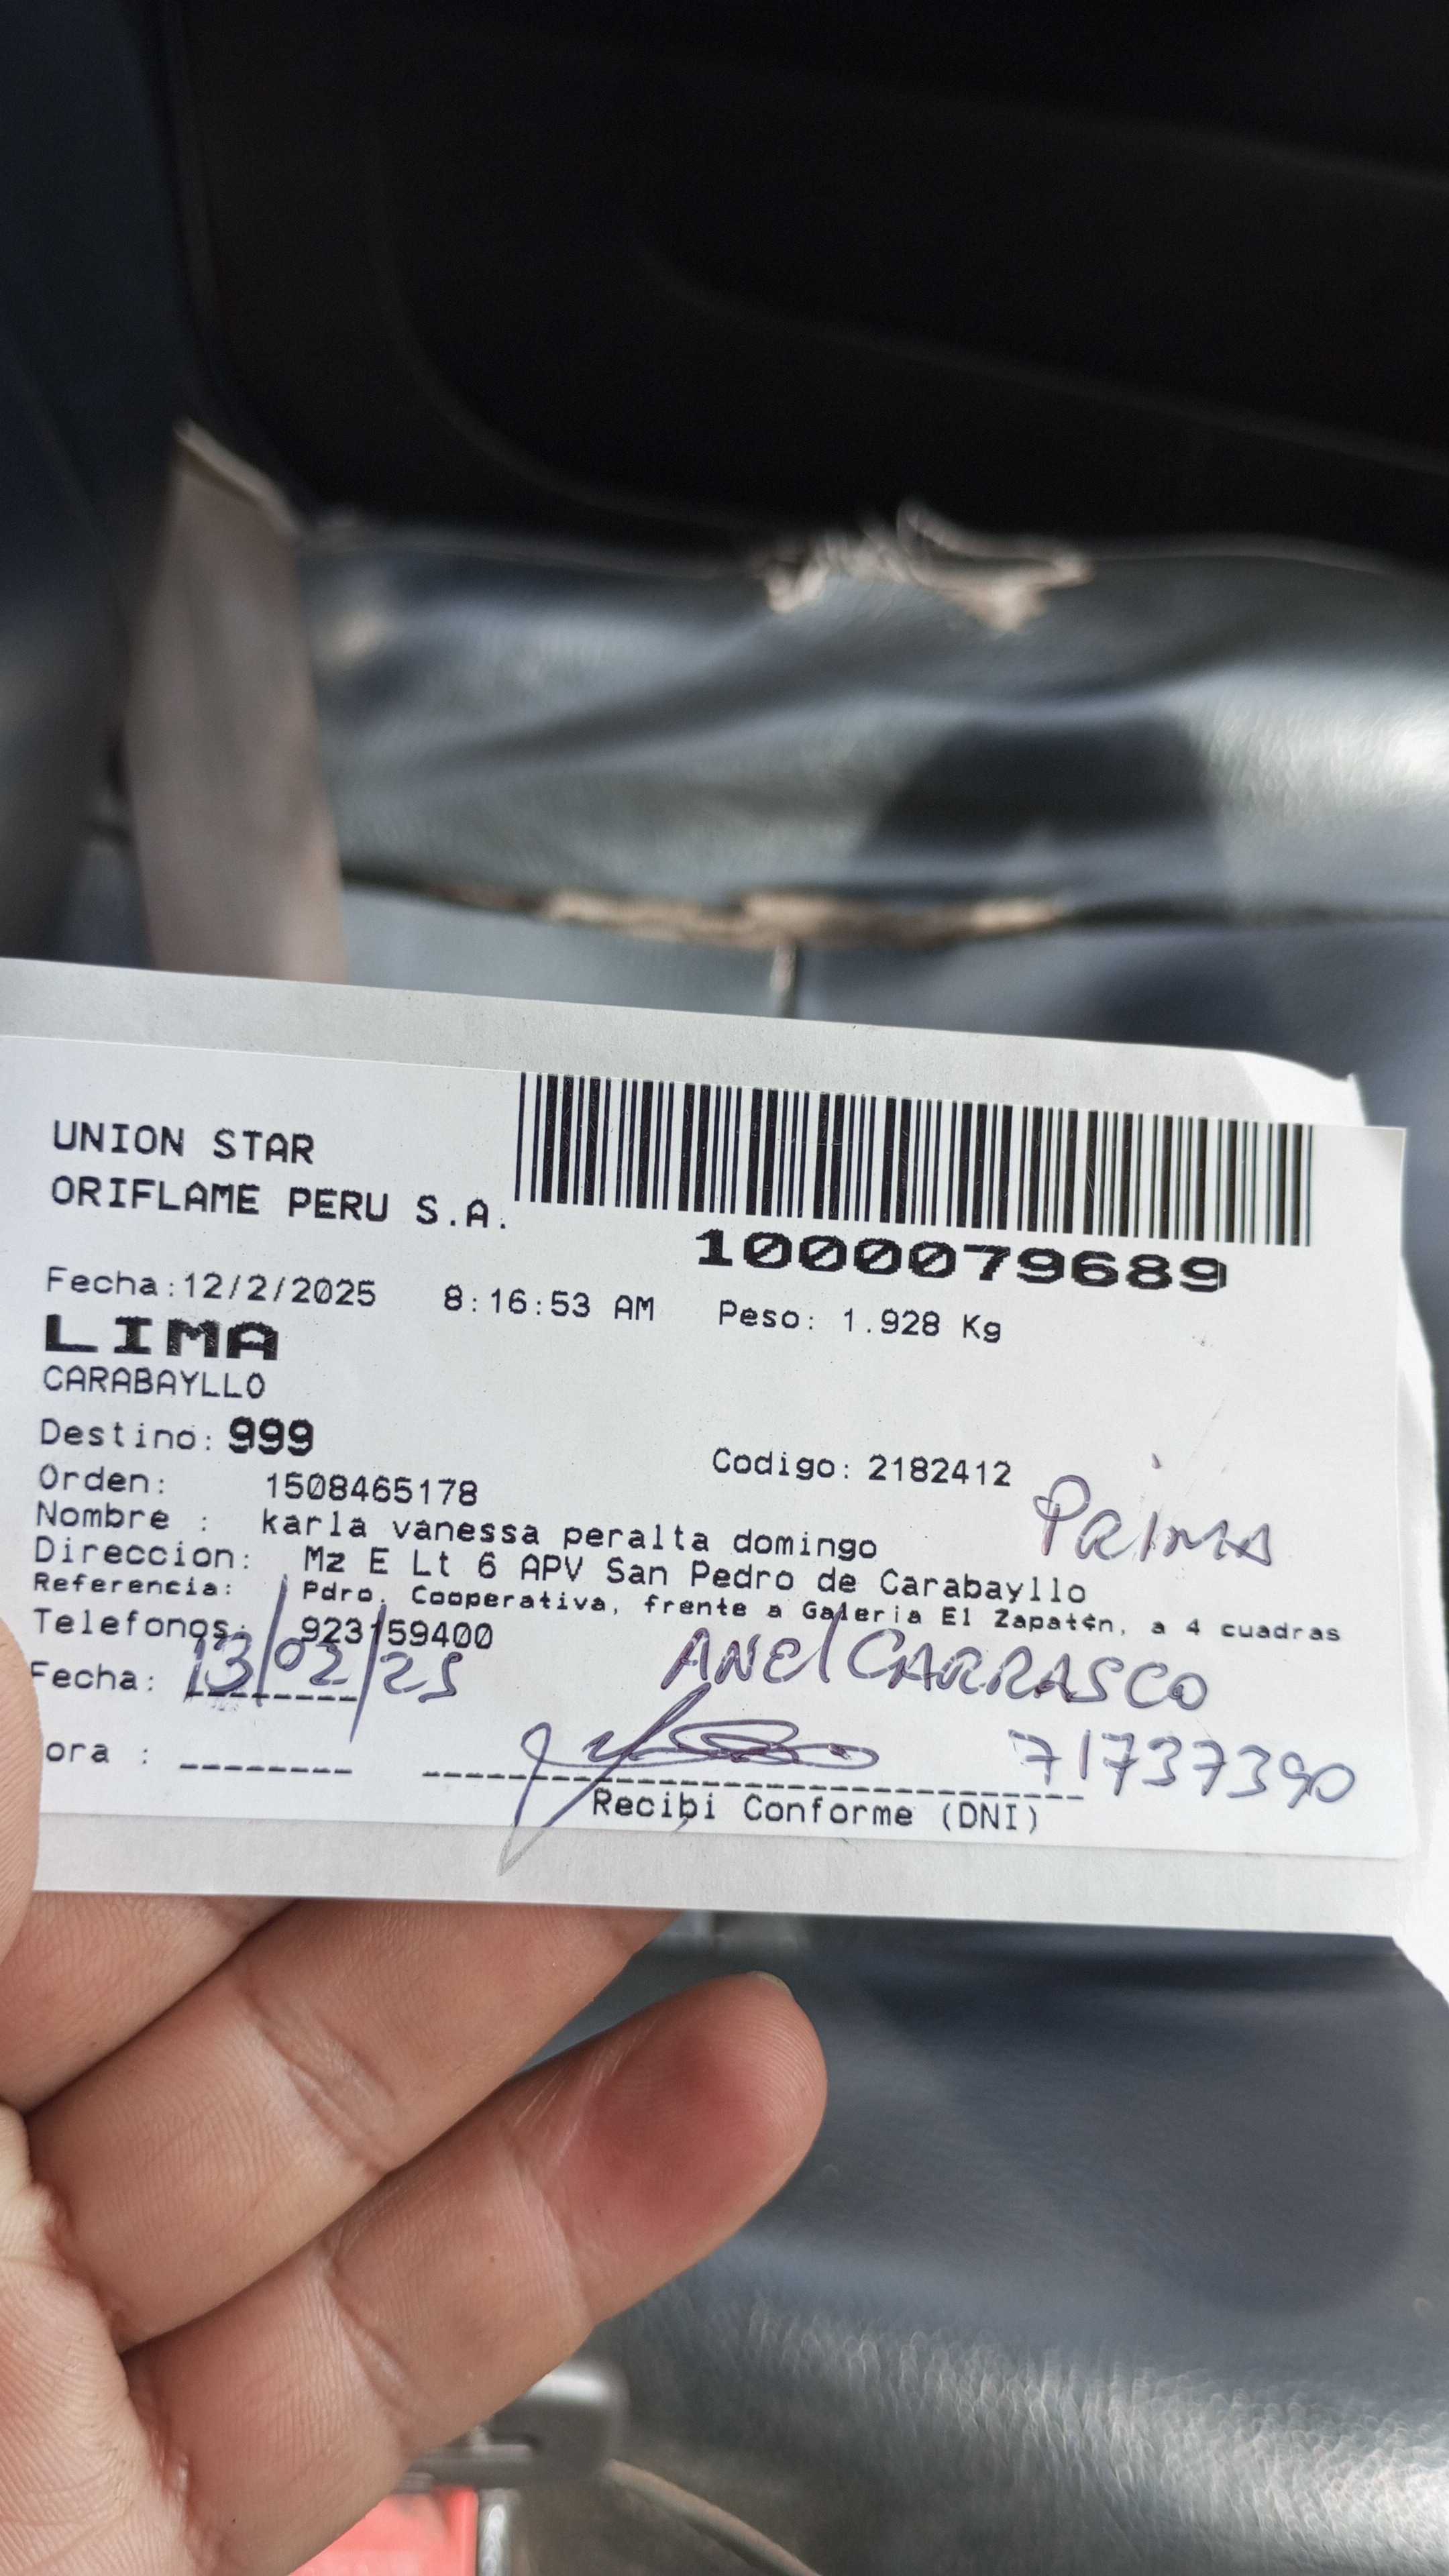 UNION STAR
ORIFLAME PERU S.A.
1000079689
Fecha:12/2/2025 8:16:53 AM Peso: 1.928 Kg
LIMA
CARABAYLLO
Destino: 999
Codigo: 2182412
Orden: 1508465178
PRIMA
Nombre : karla vanessa peralta domingo
Direccion: Mz E Lt 6 APV San Pedro de Carabayllo
Referencia: Pdro. Cooperativa, frente a Galeria El Zapatón, a 4 cuadras
Telefonos: 923159400
Fecha: 13/02/25 ANEl CARRASCO
ora : 71737390
Recibi Conforme (DNI)